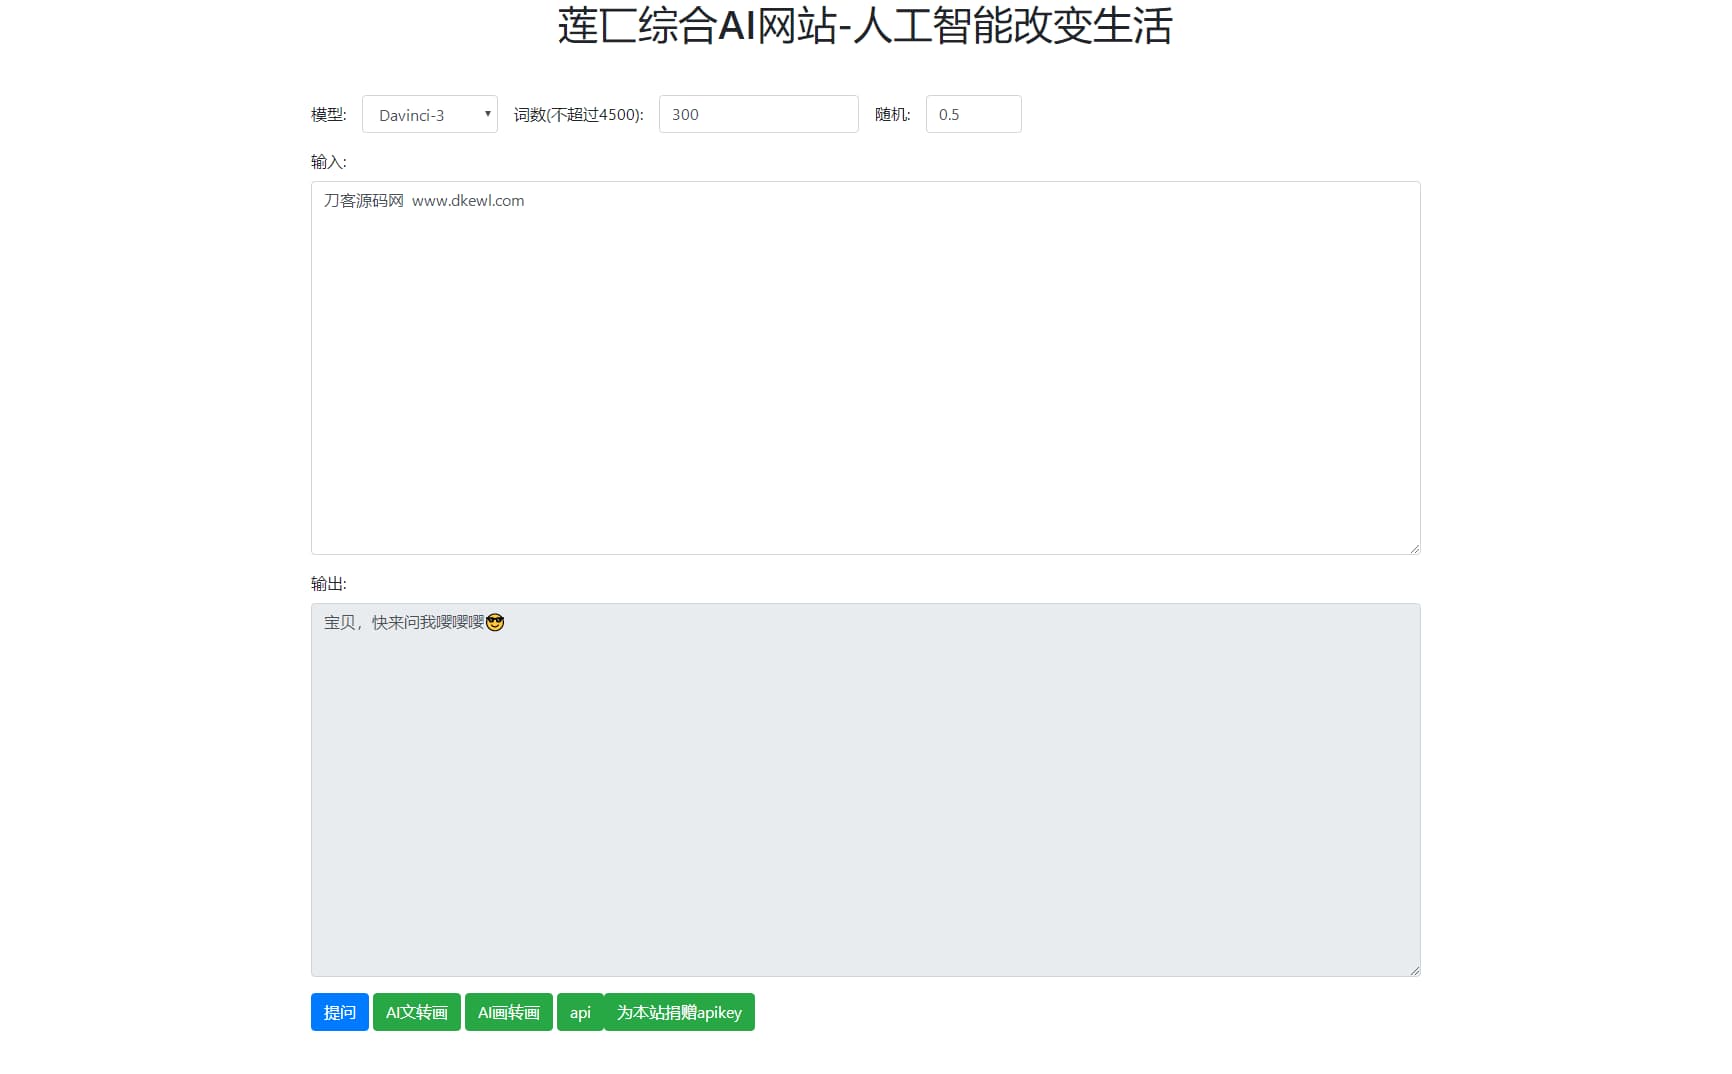 莲匚综合AI网站-人工智能改变生活
模型: Davinci-3 词数(不超过4500): 300 随机: 0.5
输入:
刀客源码网 www.dkewl.com
输出:
宝贝，快来问我嘤嘤嘤😎
提问 AI文转画 AI画转画 api 为本站捐赠apikey